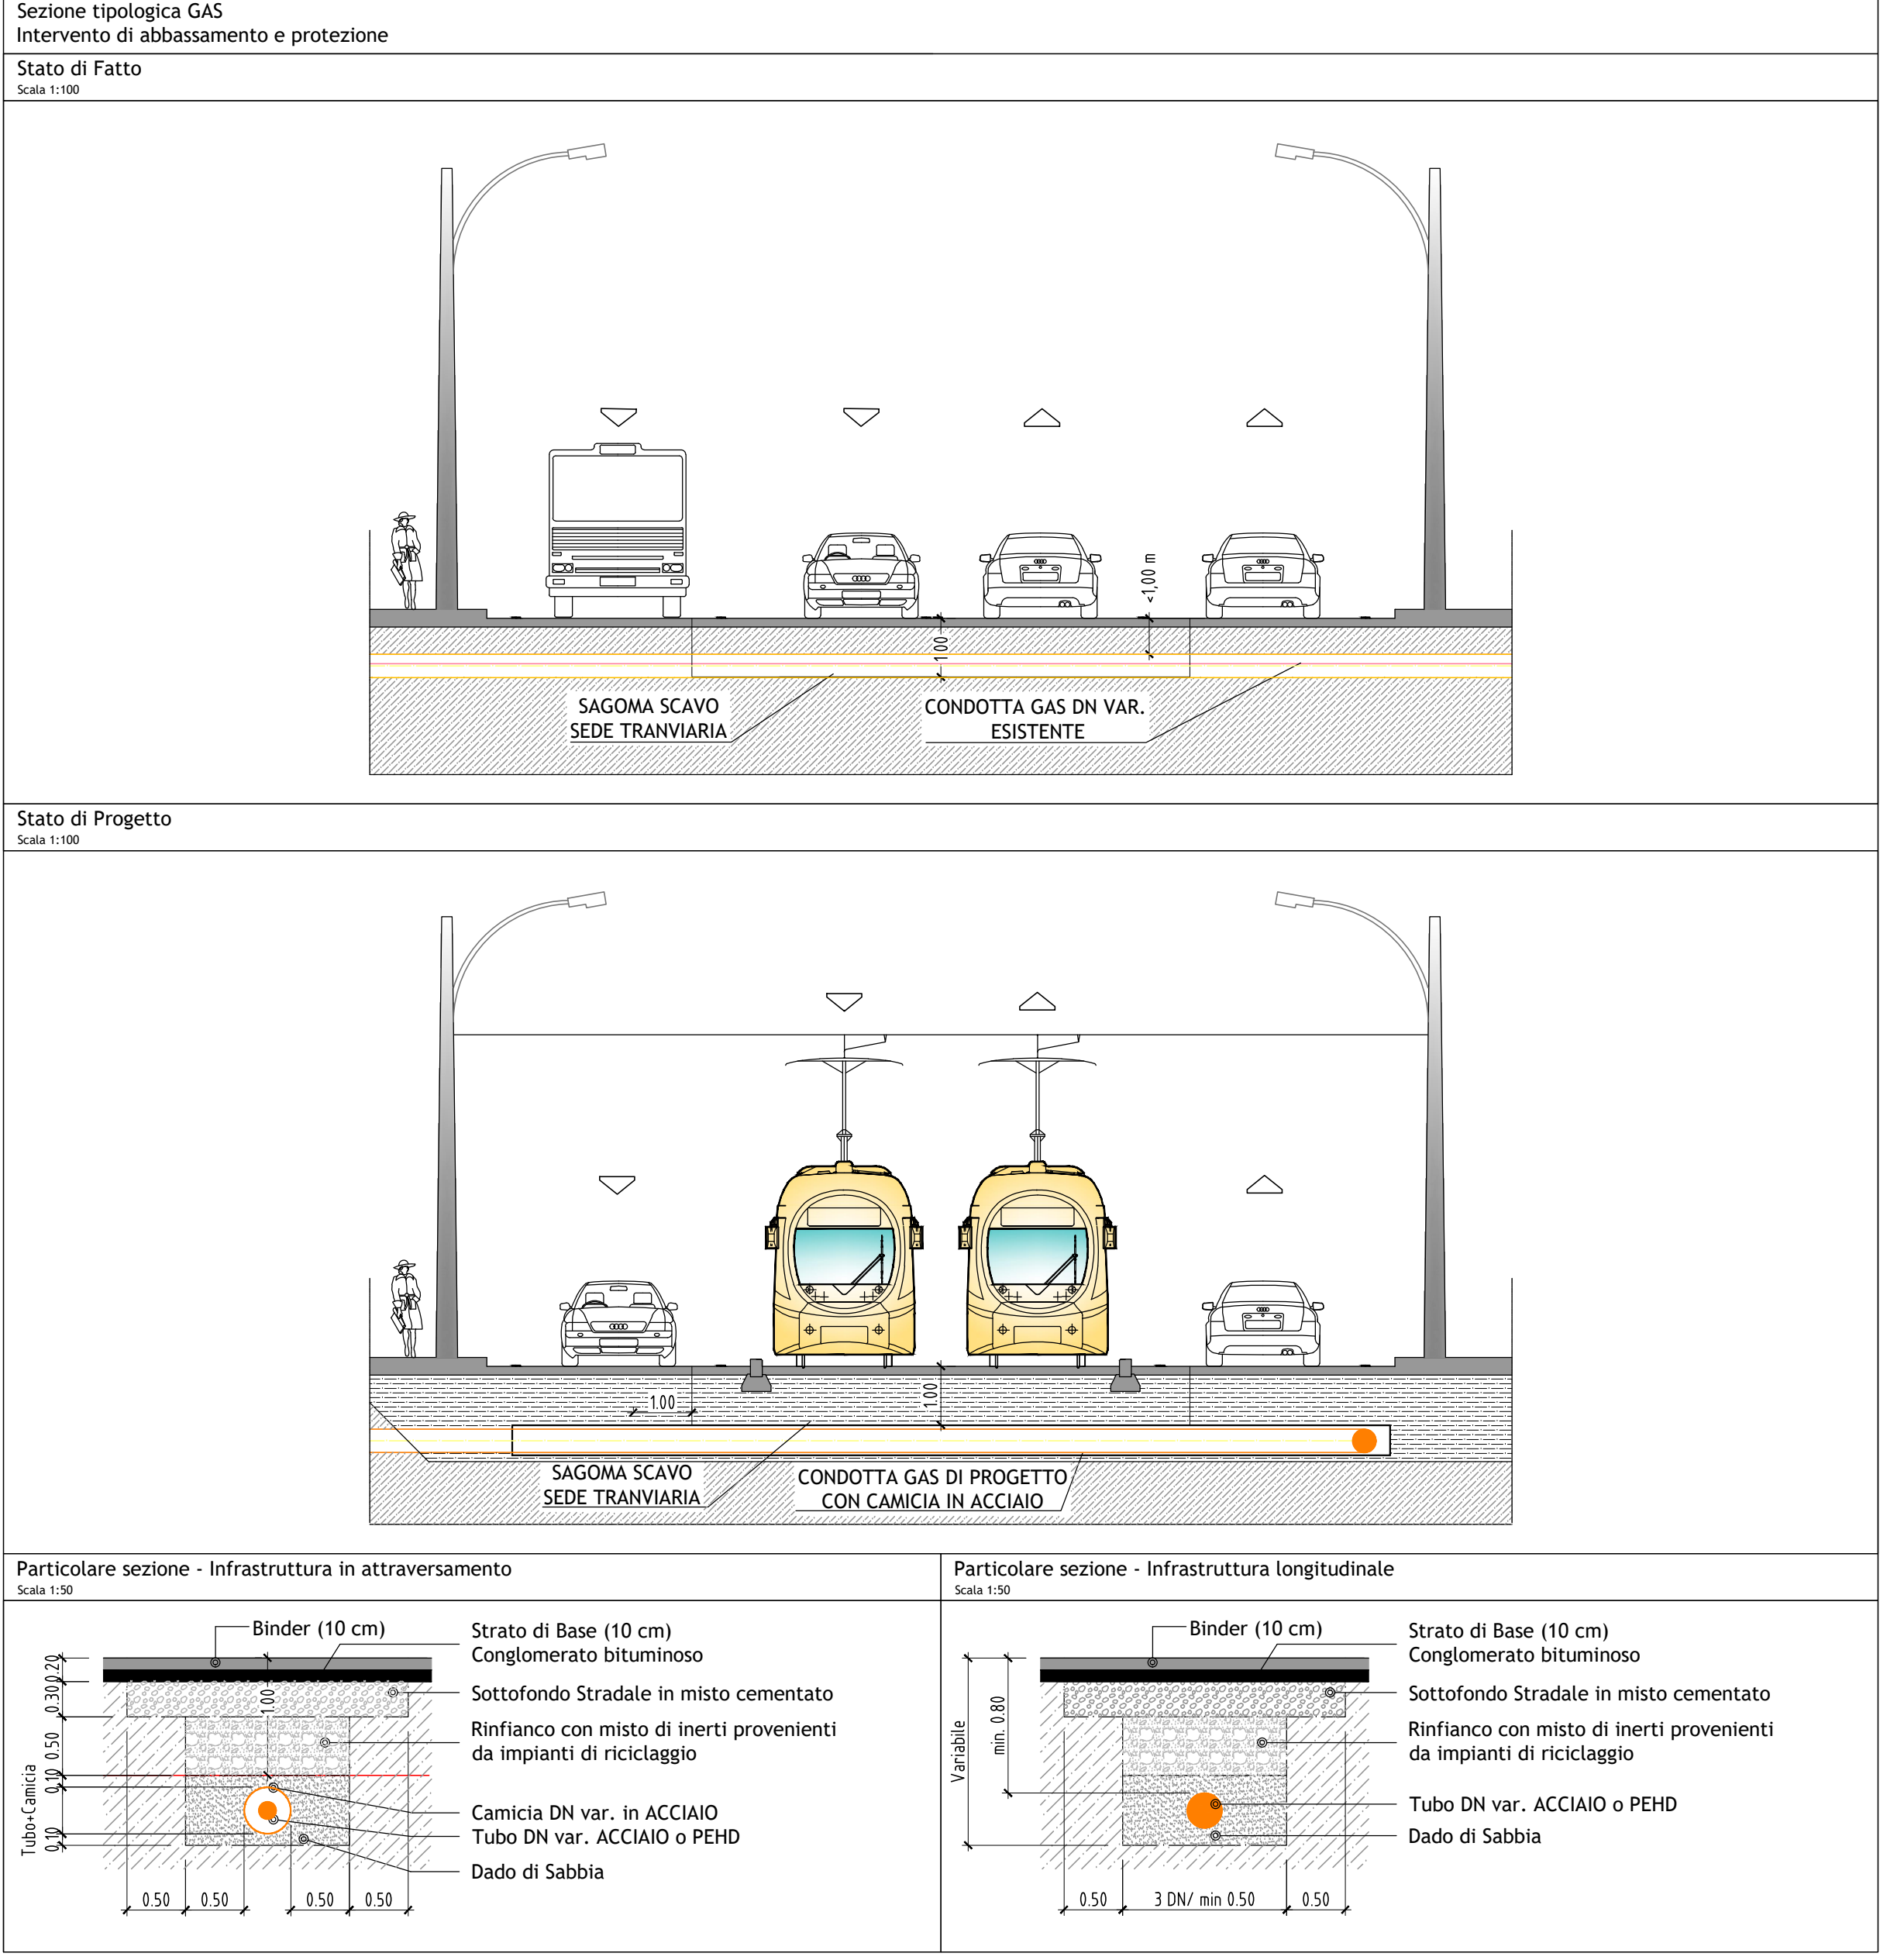 Sezione tipologica GAS
Intervento di abbassamento e protezione
Stato di Fatto
Scala 1:100
<1,00 m
1.00
SAGOMA SCAVO
SEDE TRANVIARIA
CONDOTTA GAS DN VAR.
ESISTENTE
Stato di Progetto
Scala 1:100
1.00
1.00
SAGOMA SCAVO
SEDE TRANVIARIA
CONDOTTA GAS DI PROGETTO
CON CAMICIA IN ACCIAIO
Particolare sezione - Infrastruttura in attraversamento
Scala 1:50
Binder (10 cm)
Strato di Base (10 cm)
Conglomerato bituminoso
Sottofondo Stradale in misto cementato
Rinfianco con misto di inerti provenienti
da impianti di riciclaggio
Camicia DN var. in ACCIAIO
Tubo DN var. ACCIAIO o PEHD
Dado di Sabbia
0.20
0.30
0.50
0.10
Tubo+Camicia
0.10
1.00
0.50
0.50
0.50
0.50
Particolare sezione - Infrastruttura longitudinale
Scala 1:50
Binder (10 cm)
Strato di Base (10 cm)
Conglomerato bituminoso
Sottofondo Stradale in misto cementato
Rinfianco con misto di inerti provenienti
da impianti di riciclaggio
Tubo DN var. ACCIAIO o PEHD
Dado di Sabbia
Variabile
min. 0.80
0.50
3 DN/ min 0.50
0.50